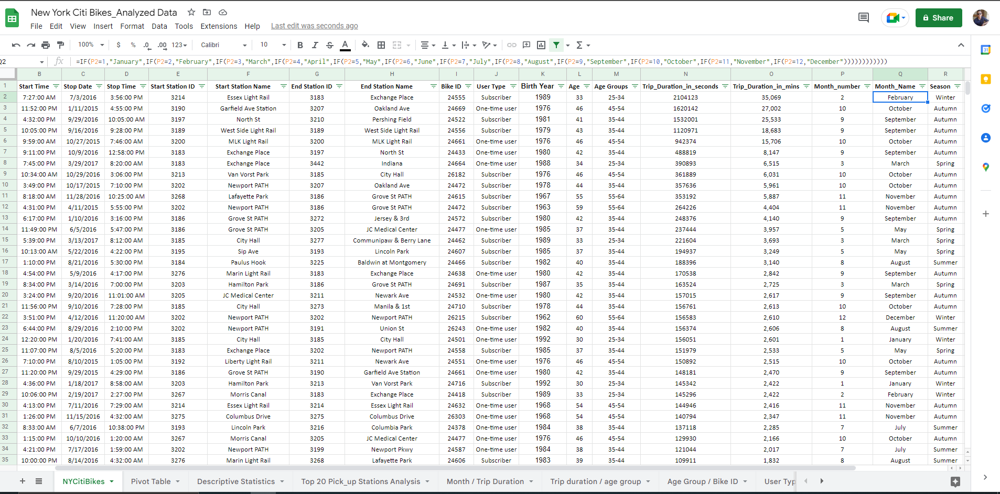 New York Citi Bikes_Analyzed Data
File Edit View Insert Format Data Tools Extensions Help Last edit was seconds ago
Share
100% $ % .0 .00 123 Calibri 10 B I S A
Q2 fx =IF(P2=1,"January",IF(P2=2,"February",IF(P2=3,"March",IF(P2=4,"April",IF(P2=5,"May",IF(P2=6,"June",IF(P2=7,"July",IF(P2=8,"August",IF(P2=9,"September",IF(P2=10,"October",IF(P2=11,"November",IF(P2=12,"December"))))))))))))
B C D E F G H I J K L M N O P Q R
1 Start Time Stop Date Stop Time Start Station ID Start Station Name End Station ID End Station Name Bike ID User Type Birth Year Age Age Groups Trip_Duration_in_seconds Trip_Duration_in_mins Month_number Month_Name Season
2 7:27:00 AM 7/3/2016 3:56:00 PM 3214 Essex Light Rail 3183 Exchange Place 24555 Subscriber 1989 33 25-34 2104123 35,069 2 February Winter
3 11:52:00 PM 1/11/2015 4:55:00 PM 3190 Garfield Ave Station 3207 Oakland Ave 24669 One-time user 1976 46 45-54 1620142 27,002 10 October Autumn
4 4:32:00 PM 9/29/2016 10:05:00 AM 3197 North St 3210 Pershing Field 24522 Subscriber 1981 41 35-44 1532001 25,533 9 September Autumn
5 10:05:00 PM 9/16/2016 9:28:00 PM 3189 West Side Light Rail 3189 West Side Light Rail 24556 Subscriber 1979 43 35-44 1120971 18,683 9 September Autumn
6 9:59:00 AM 10/27/2015 7:46:00 AM 3200 MLK Light Rail 3200 MLK Light Rail 24661 One-time user 1976 46 45-54 942374 15,706 10 October Autumn
7 9:11:00 PM 10/9/2016 12:58:00 PM 3183 Exchange Place 3197 North St 24433 One-time user 1980 42 35-44 488819 8,147 9 September Autumn
8 7:45:00 PM 3/29/2017 8:20:00 AM 3183 Exchange Place 3442 Indiana 24664 One-time user 1988 34 25-34 390893 6,515 3 March Spring
9 10:34:00 AM 10/29/2016 3:06:00 PM 3213 Van Vorst Park 3185 City Hall 26182 Subscriber 1976 46 45-54 361889 6,031 10 October Autumn
10 3:49:00 PM 10/17/2015 7:10:00 PM 3202 Newport PATH 3207 Oakland Ave 24472 Subscriber 1978 44 35-44 357636 5,961 10 October Autumn
11 8:18:00 AM 11/28/2016 10:25:00 AM 3268 Lafayette Park 3186 Grove St PATH 24615 Subscriber 1967 55 55-64 353192 5,887 11 November Autumn
12 4:31:00 PM 4/11/2015 5:55:00 PM 3202 Newport PATH 3186 Grove St PATH 24472 Subscriber 1963 59 55-64 264226 4,404 11 November Autumn
13 6:17:00 PM 1/10/2016 3:16:00 PM 3186 Grove St PATH 3272 Jersey & 3rd 24572 Subscriber 1980 42 35-44 248376 4,140 9 September Autumn
14 11:49:00 PM 6/5/2016 5:47:00 PM 3186 Grove St PATH 3205 JC Medical Center 24477 One-time user 1985 37 35-44 237444 3,957 5 May Spring
15 5:39:00 PM 3/13/2017 8:12:00 AM 3185 City Hall 3277 Communipaw & Berry Lane 24462 Subscriber 1989 33 25-34 221604 3,693 3 March Spring
16 10:13:00 AM 5/22/2016 4:22:00 PM 3195 Sip Ave 3193 Lincoln Park 24607 Subscriber 1985 37 35-44 194937 3,249 5 May Spring
17 1:10:00 PM 8/21/2016 5:30:00 PM 3184 Paulus Hook 3225 Baldwin at Montgomery 24466 Subscriber 1982 40 35-44 188396 3,140 8 August Summer
18 4:54:00 PM 5/9/2016 4:17:00 PM 3276 Marin Light Rail 3183 Exchange Place 24638 One-time user 1980 42 35-44 170538 2,842 9 September Autumn
19 8:34:00 PM 3/14/2016 7:00:00 PM 3203 Hamilton Park 3186 Grove St PATH 24691 Subscriber 1987 35 35-44 163524 2,725 3 March Spring
20 3:24:00 PM 9/20/2016 11:01:00 AM 3205 JC Medical Center 3211 Newark Ave 24532 One-time user 1980 42 35-44 157015 2,617 9 September Autumn
21 11:56:00 PM 9/10/2016 7:28:00 PM 3185 City Hall 3273 Manila & 1st 24710 Subscriber 1978 44 35-44 156761 2,613 10 October Autumn
22 3:51:00 PM 4/12/2016 11:20:00 AM 3202 Newport PATH 3202 Newport PATH 26215 Subscriber 1962 60 55-64 156583 2,610 12 December Winter
23 6:44:00 PM 8/29/2016 2:10:00 PM 3202 Newport PATH 3191 Union St 26243 One-time user 1982 40 35-44 156374 2,606 8 August Summer
24 12:20:00 PM 1/20/2016 7:41:00 AM 3185 City Hall 3185 City Hall 24501 One-time user 1992 30 25-34 156051 2,601 1 January Winter
25 11:07:00 PM 8/5/2016 5:20:00 PM 3183 Exchange Place 3202 Newport PATH 24558 Subscriber 1985 37 35-44 151979 2,533 5 May Spring
26 7:10:00 PM 8/10/2015 1:05:00 PM 3192 Liberty Light Rail 3211 Newark Ave 24551 One-time user 1976 46 45-54 150892 2,515 10 October Autumn
27 11:20:00 PM 9/29/2015 4:29:00 PM 3186 Grove St PATH 3190 Garfield Ave Station 24661 One-time user 1980 42 35-44 148181 2,470 9 September Autumn
28 4:36:00 PM 1/18/2017 8:58:00 AM 3203 Hamilton Park 3213 Van Vorst Park 24716 Subscriber 1992 30 25-34 145342 2,422 1 January Winter
29 10:06:00 PM 2/19/2017 2:27:00 PM 3267 Morris Canal 3183 Exchange Place 24418 Subscriber 1989 33 25-34 145296 2,422 2 February Winter
30 4:13:00 PM 7/11/2016 7:29:00 AM 3214 Essex Light Rail 3214 Essex Light Rail 24632 One-time user 1968 54 45-54 144946 2,416 11 November Autumn
31 1:26:00 PM 11/15/2016 4:32:00 AM 3275 Columbus Drive 3275 Columbus Drive 26303 One-time user 1968 54 45-54 140794 2,347 11 November Autumn
32 8:33:00 AM 6/7/2016 10:38:00 PM 3193 Lincoln Park 3216 Columbia Park 24378 One-time user 1984 38 35-44 137118 2,285 7 July Summer
33 1:15:00 PM 10/10/2016 1:20:00 AM 3267 Morris Canal 3205 JC Medical Center 24477 One-time user 1976 46 45-54 129930 2,166 10 October Autumn
34 4:21:00 PM 7/17/2016 1:59:00 AM 3202 Newport PATH 3199 Newport Pkwy 24587 One-time user 1984 38 35-44 121044 2,017 7 July Summer
35 10:00:00 PM 8/14/2016 4:32:00 AM 3276 Marin Light Rail 3268 Lafayette Park 24606 Subscriber 1983 39 35-44 109911 1,832 8 August Summer
NYCitiBikes Pivot Table Descriptive Statistics Top 20 Pick_up Stations Analysis Month / Trip Duration Trip duration / age group Age Group / Bike ID User Typ